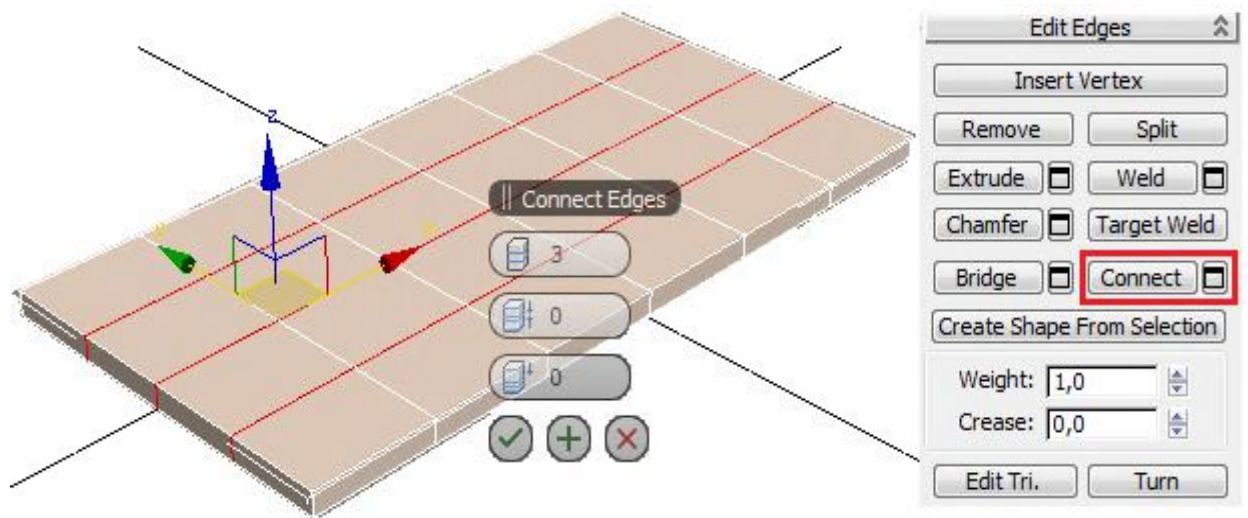 z
Connect Edges
3
0
0
Edit Edges
Insert Vertex
Remove Split
Extrude Weld
Chamfer Target Weld
Bridge Connect
Create Shape From Selection
Weight: 1,0
Crease: 0,0
Edit Tri. Turn